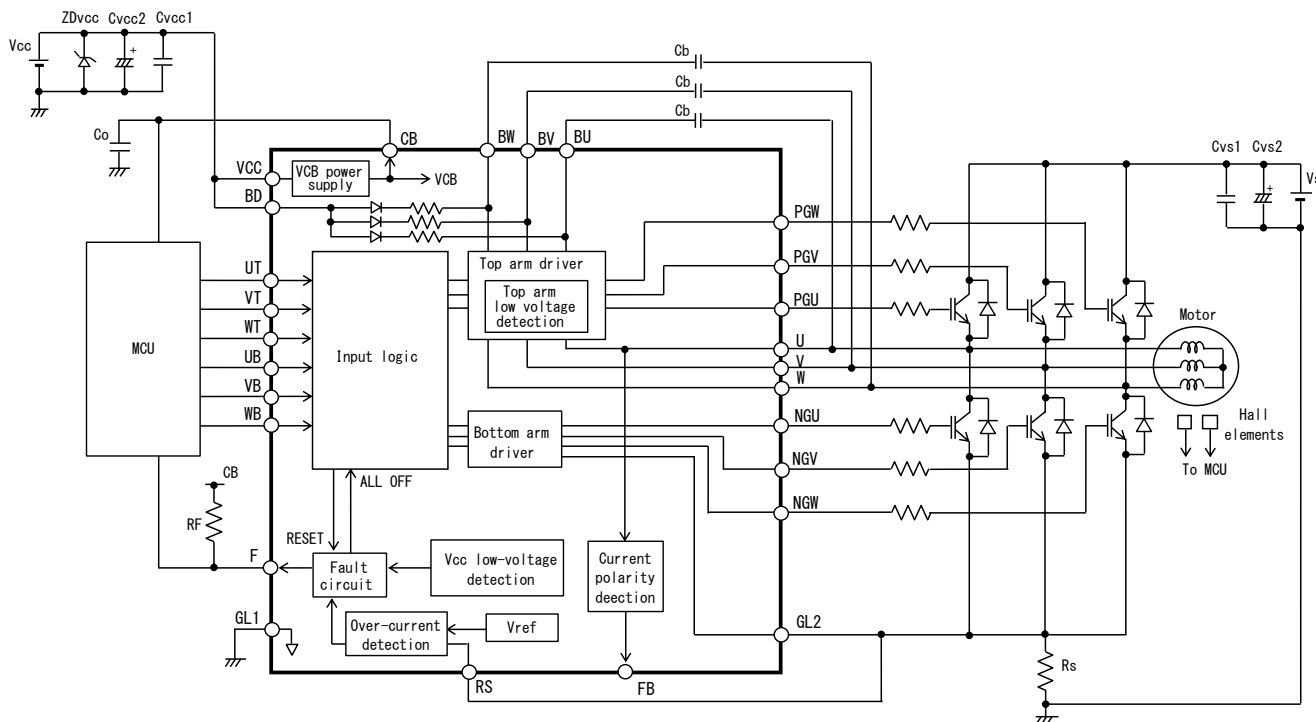 ZDvcc Cvcc2 Cvcc1
Vcc
+
Cb
Cb
Cb
Co
CB
BW
BV
BU
VCC
VCB power
supply
VCB
BD
MCU
UT
VT
WT
UB
VB
WB
Input logic
Top arm driver
Top arm
low voltage
detection
Bottom arm
driver
PGW
PGV
PGU
U
V
W
NGU
NGV
NGW
Cvs1 Cvs2
+
Vs
Motor
Hall
elements
To MCU
CB
RF
F
ALL OFF
RESET
Fault
circuit
Vcc low-voltage
detection
Current
polarity
deection
GL1
Over-current
detection
Vref
GL2
RS
FB
Rs